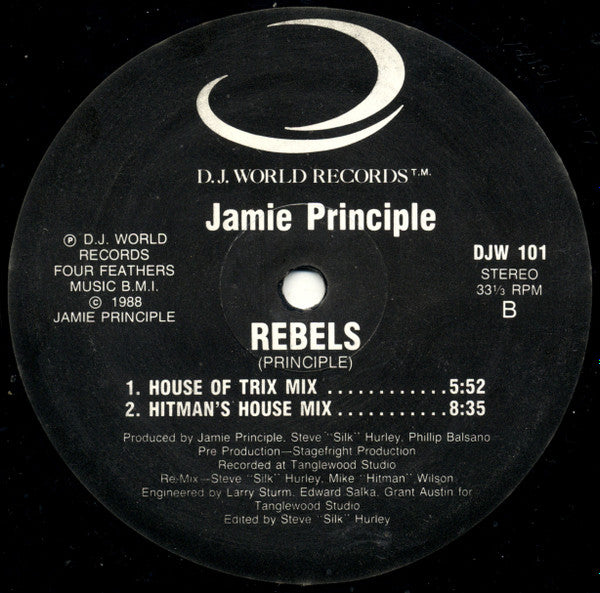 D.J. WORLD RECORDS T.M.
Jamie Principle
℗ D.J. WORLD
RECORDS
FOUR FEATHERS
MUSIC B.M.I.
© 1988
JAMIE PRINCIPLE
DJW 101
STEREO
33⅓ RPM
B
REBELS
(PRINCIPLE)
1. HOUSE OF TRIX MIX ............5:52
2. HITMAN'S HOUSE MIX..........8:35
Produced by Jamie Principle, Steve "Silk" Hurley, Phillip Balsano
Pre Production—Stagefright Production
Recorded at Tanglewood Studio
Re-Mix—Steve "Silk" Hurley, Mike "Hitman" Wilson
Engineered by Larry Sturm, Edward Salka, Grant Austin for
Tanglewood Studio
Edited by Steve "Silk" Hurley